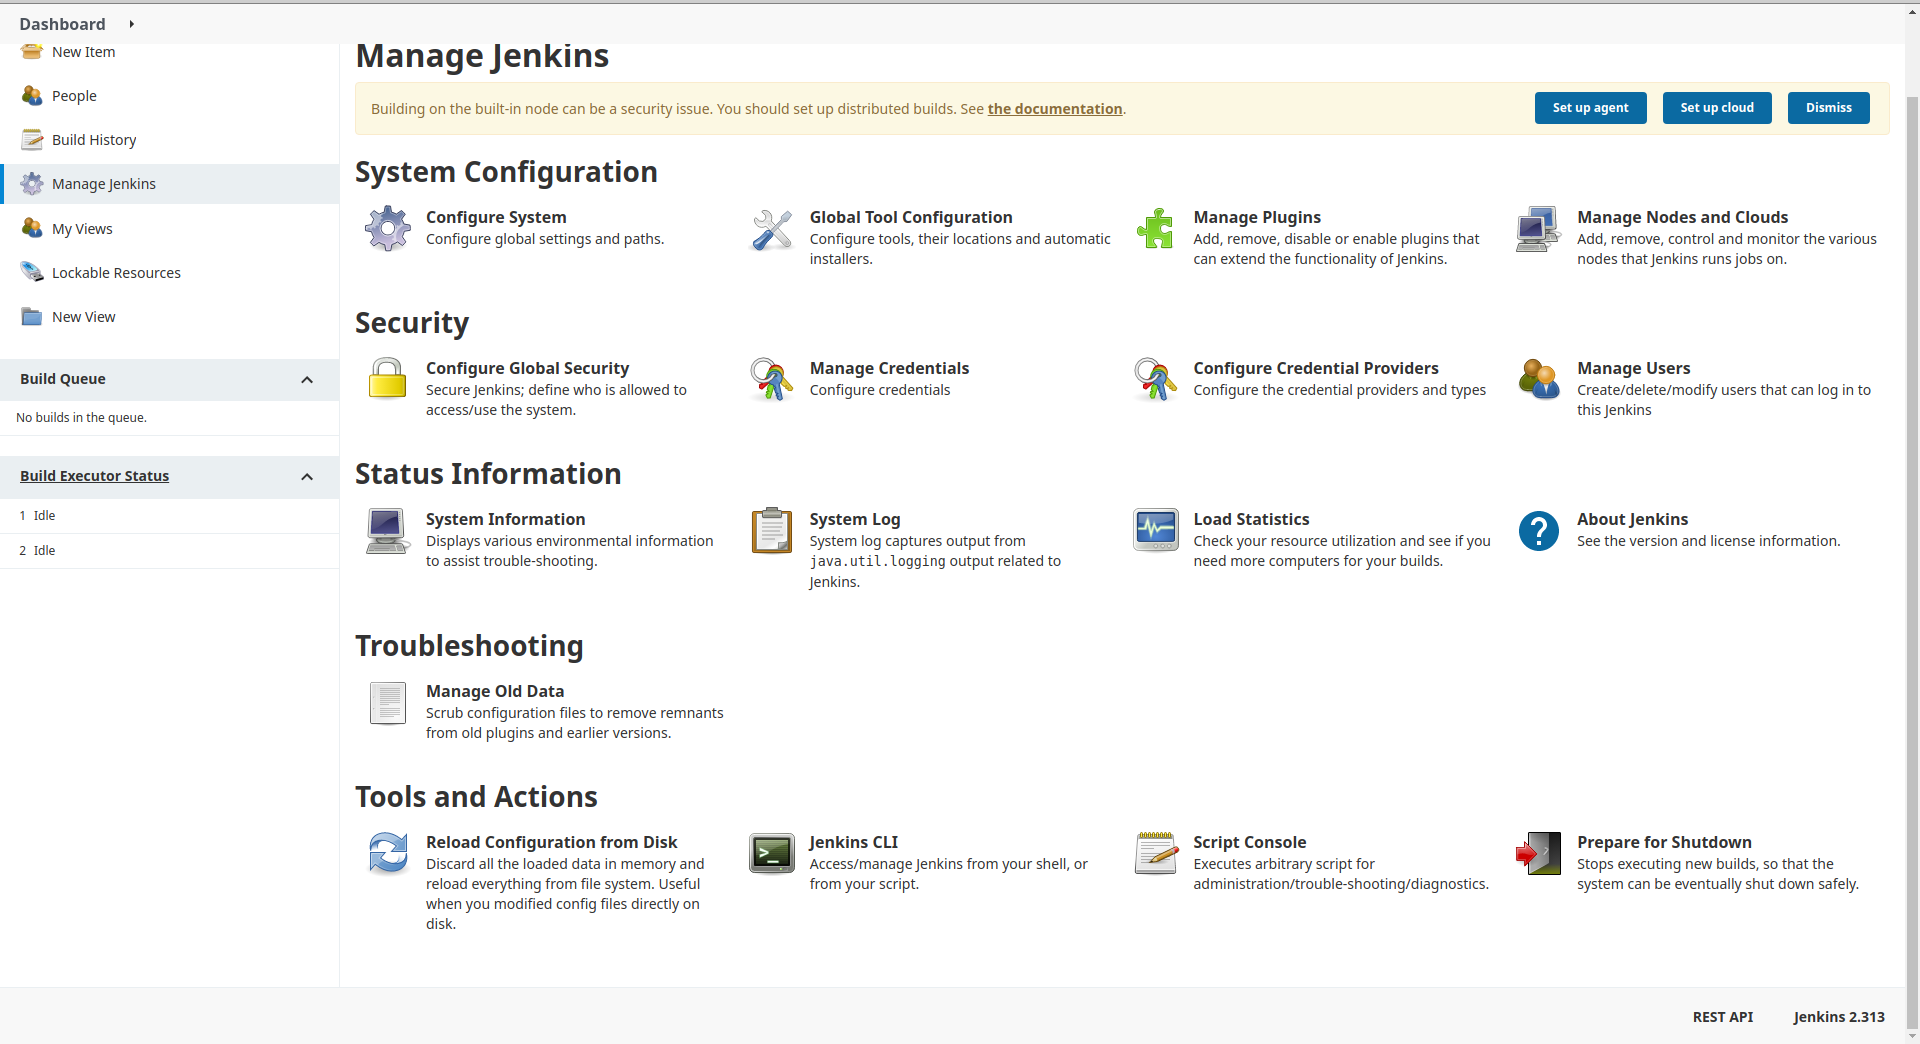 Dashboard
New Item
People
Build History
Manage Jenkins
My Views
Lockable Resources
New View
Build Queue
No builds in the queue.
Build Executor Status
1 Idle
2 Idle
Manage Jenkins
Building on the built-in node can be a security issue. You should set up distributed builds. See the documentation.
Set up agent
Set up cloud
Dismiss
System Configuration
Configure System
Configure global settings and paths.
Global Tool Configuration
Configure tools, their locations and automatic
installers.
Manage Plugins
Add, remove, disable or enable plugins that
can extend the functionality of Jenkins.
Manage Nodes and Clouds
Add, remove, control and monitor the various
nodes that Jenkins runs jobs on.
Security
Configure Global Security
Secure Jenkins; define who is allowed to
access/use the system.
Manage Credentials
Configure credentials
Configure Credential Providers
Configure the credential providers and types
Manage Users
Create/delete/modify users that can log in to
this Jenkins
Status Information
System Information
Displays various environmental information
to assist trouble-shooting.
System Log
System log captures output from
java.util.logging output related to
Jenkins.
Load Statistics
Check your resource utilization and see if you
need more computers for your builds.
About Jenkins
See the version and license information.
Troubleshooting
Manage Old Data
Scrub configuration files to remove remnants
from old plugins and earlier versions.
Tools and Actions
Reload Configuration from Disk
Discard all the loaded data in memory and
reload everything from file system. Useful
when you modified config files directly on
disk.
Jenkins CLI
Access/manage Jenkins from your shell, or
from your script.
Script Console
Executes arbitrary script for
administration/trouble-shooting/diagnostics.
Prepare for Shutdown
Stops executing new builds, so that the
system can be eventually shut down safely.
REST API
Jenkins 2.313